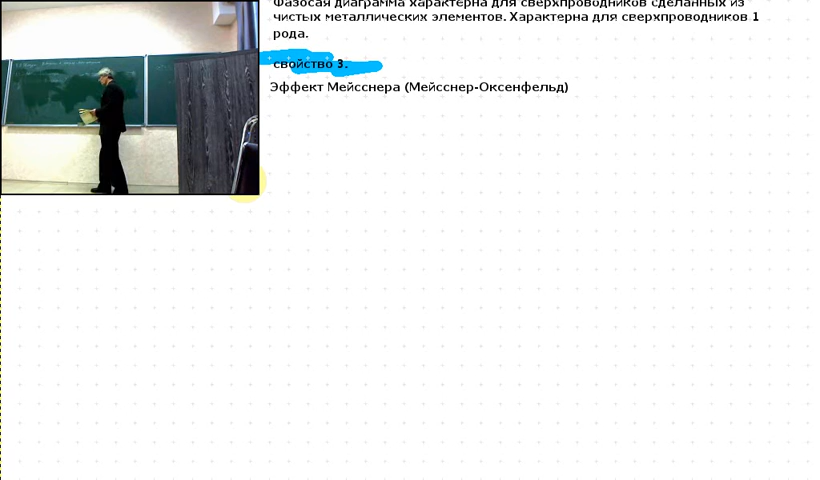 Фазосая диаграмма характерна для сверхпроводников сделанных из
чистых металлических элементов. Характерна для сверхпроводников 1
рода.
свойство 3.
Эффект Мейсснера (Мейсснер-Оксенфельд)